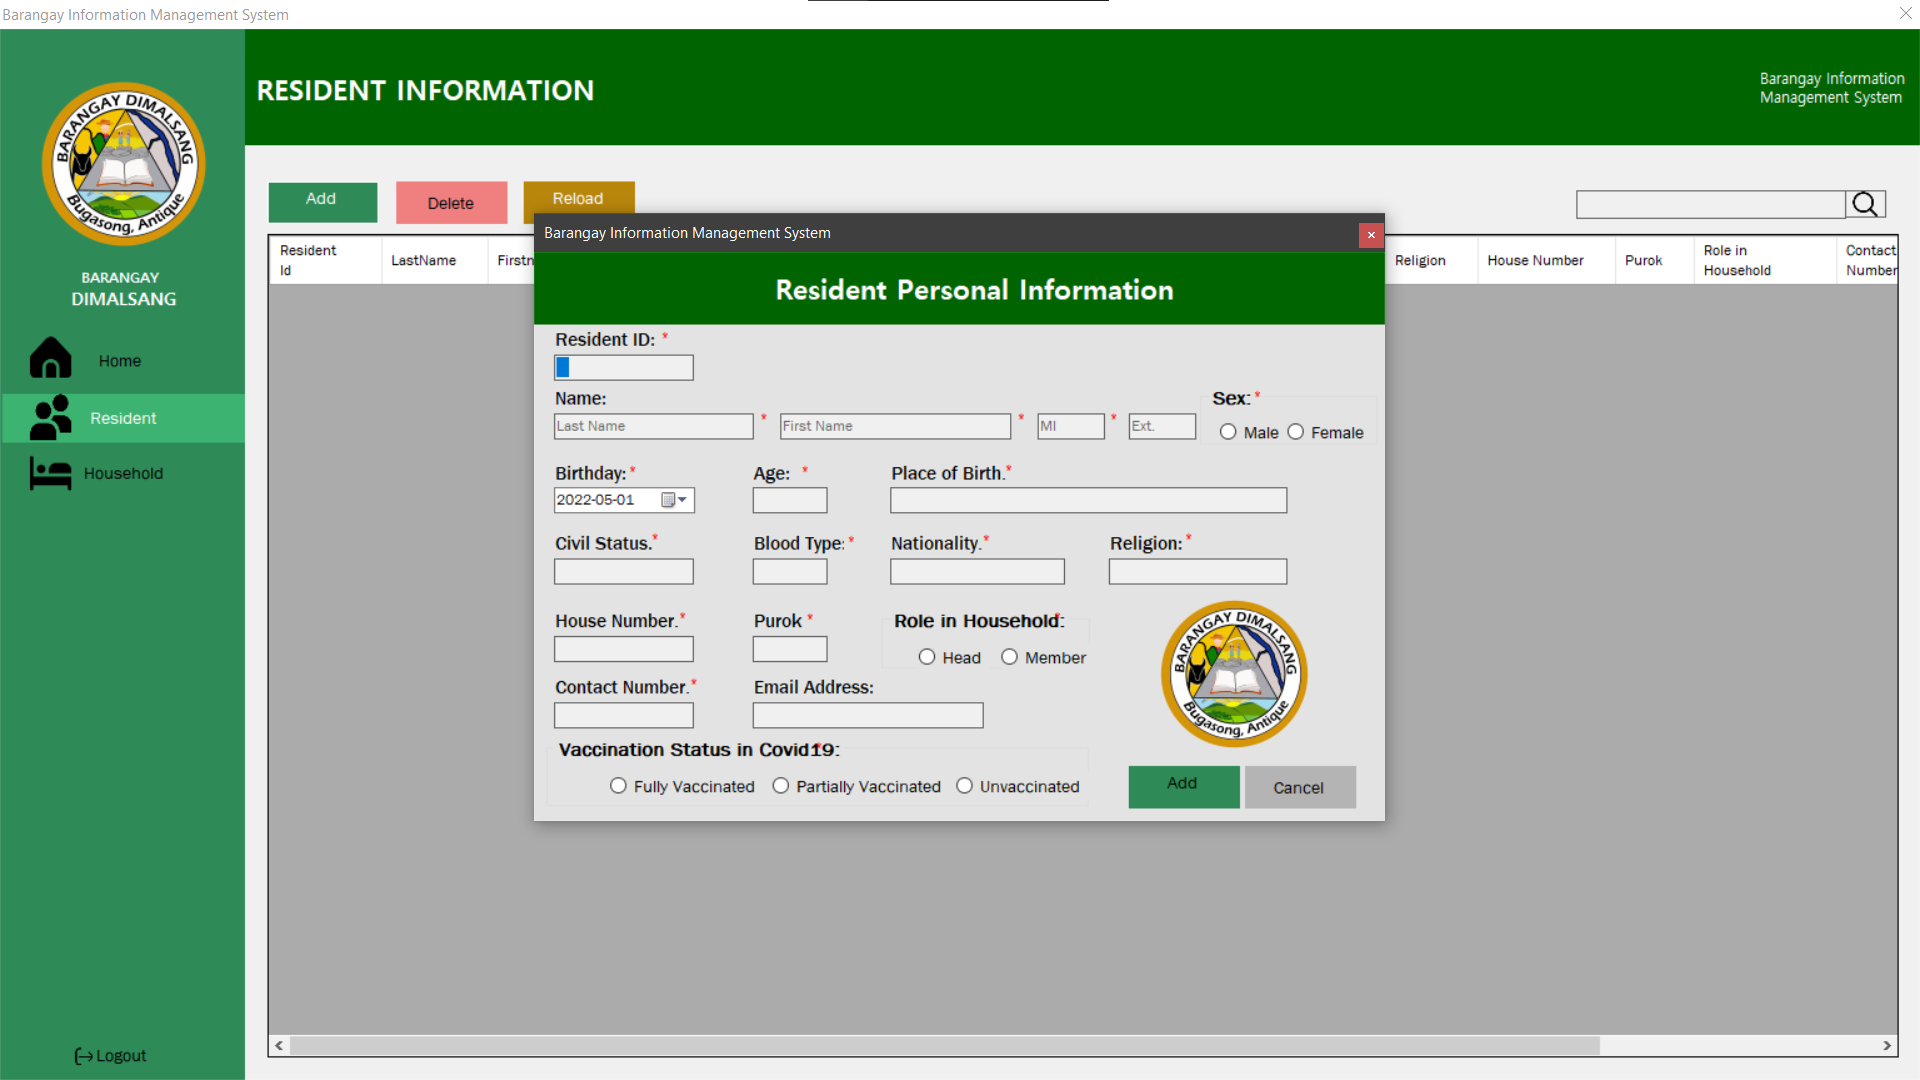 Barangay Information Management System
RESIDENT INFORMATION
Barangay Information
Management System
BARANGAY DIMALSANG
Bugasong, Antique
BARANGAY
DIMALSANG
Home
Resident
Household
Logout
Add
Delete
Reload
Resident
Id
LastName
Firstn
Religion
House Number
Purok
Role in
Household
Contact
Number
Barangay Information Management System
Resident Personal Information
Resident ID: *
Name:
Last Name * First Name * MI * Ext.
Sex: *
Male Female
Birthday: * Age: * Place of Birth. *
2022-05-01
Civil Status. * Blood Type: * Nationality. * Religion: *
House Number. * Purok * Role in Household:
Head Member
Contact Number. * Email Address:
BARANGAY DIMALSANG
Bugasong, Antique
Vaccination Status in Covid19:
Fully Vaccinated Partially Vaccinated Unvaccinated
Add Cancel